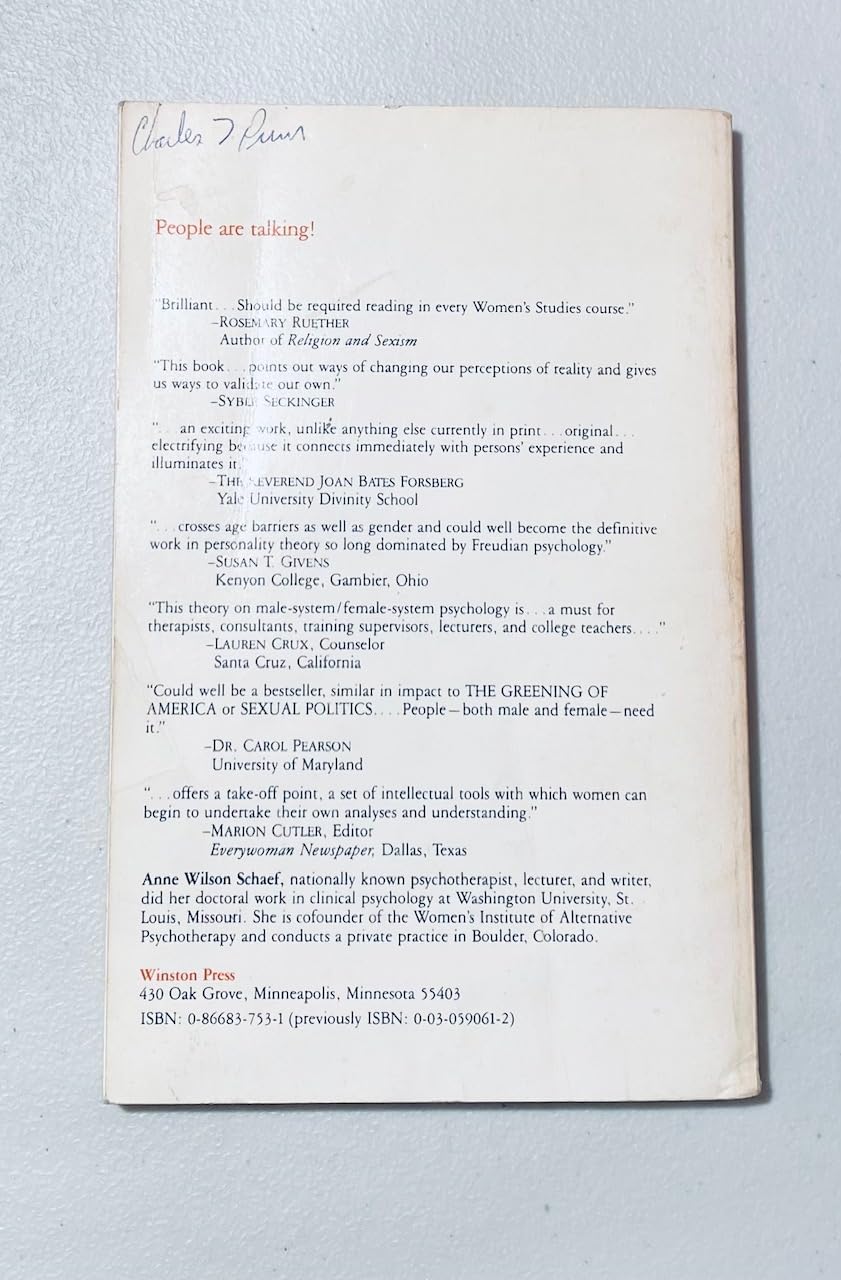 Charles
People are talking!
"Brilliant. . .Should be required reading in every Women's Studies course."
–ROSEMARY RUETHER
Author of Religion and Sexism
"This book. . .points out ways of changing our perceptions of reality and gives
us ways to validate our own."
–SYBLE SECKINGER
". . .an exciting work, unlike anything else currently in print. . .original. . .
electrifying because it connects immediately with persons' experience and
illuminates it."
–THE REVEREND JOAN BATES FORSBERG
Yale University Divinity School
". . .crosses age barriers as well as gender and could well become the definitive
work in personality theory so long dominated by Freudian psychology."
–SUSAN T. GIVENS
Kenyon College, Gambier, Ohio
"This theory on male-system/female-system psychology is. . .a must for
therapists, consultants, training supervisors, lecturers, and college teachers. . . ."
–LAUREN CRUX, Counselor
Santa Cruz, California
"Could well be a bestseller, similar in impact to THE GREENING OF
AMERICA or SEXUAL POLITICS. . . .People—both male and female—need
it."
–DR. CAROL PEARSON
University of Maryland
". . .offers a take-off point, a set of intellectual tools with which women can
begin to undertake their own analyses and understanding."
–MARION CUTLER, Editor
Everywoman Newspaper, Dallas, Texas
Anne Wilson Schaef, nationally known psychotherapist, lecturer, and writer,
did her doctoral work in clinical psychology at Washington University, St.
Louis, Missouri. She is cofounder of the Women's Institute of Alternative
Psychotherapy and conducts a private practice in Boulder, Colorado.
Winston Press
430 Oak Grove, Minneapolis, Minnesota 55403
ISBN: 0-86683-753-1 (previously ISBN: 0-03-059061-2)